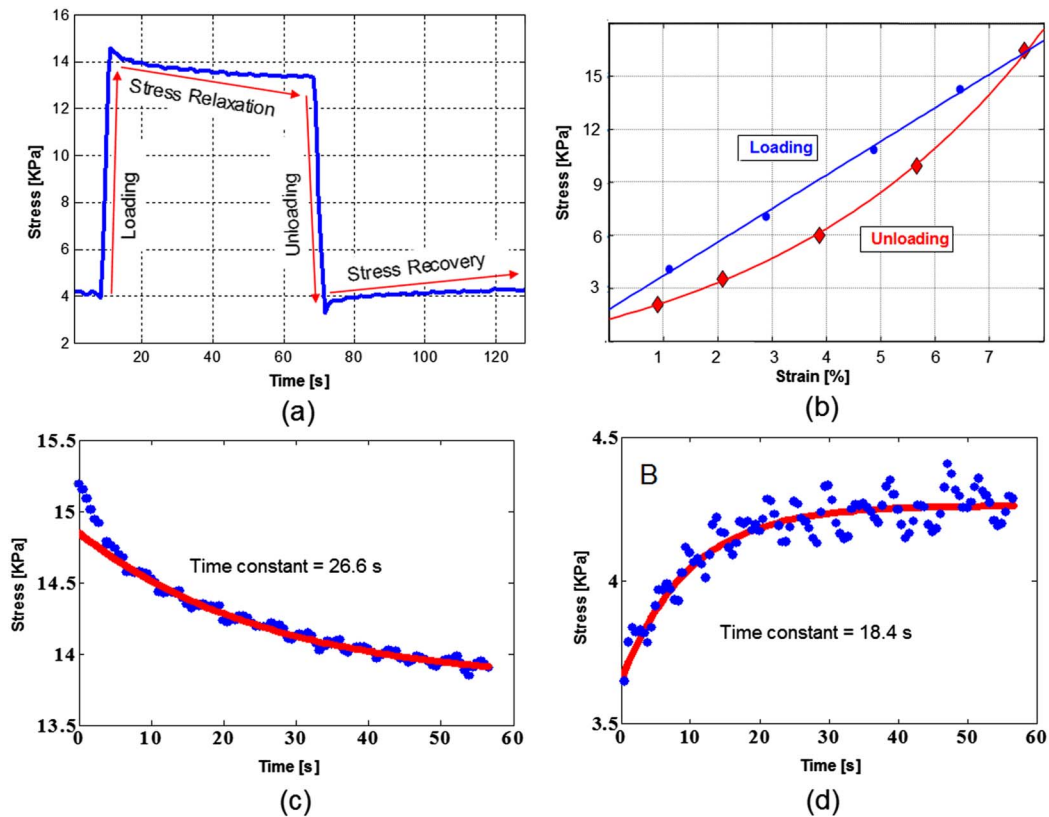 16
14
12
10
8
6
4
2
Stress [KPa]
Loading
Stress Relaxation
Unloading
Stress Recovery
20 40 60 80 100 120
Time [s]
(a)
15
12
9
6
3
Stress [KPa]
Loading
Unloading
1 2 3 4 5 6 7
Strain [%]
(b)
15.5
15
14.5
14
13.5
Stress [KPa]
Time constant = 26.6 s
0 10 20 30 40 50 60
Time [s]
(c)
4.5
4
3.5
Stress [KPa]
B
Time constant = 18.4 s
0 10 20 30 40 50 60
Time [s]
(d)